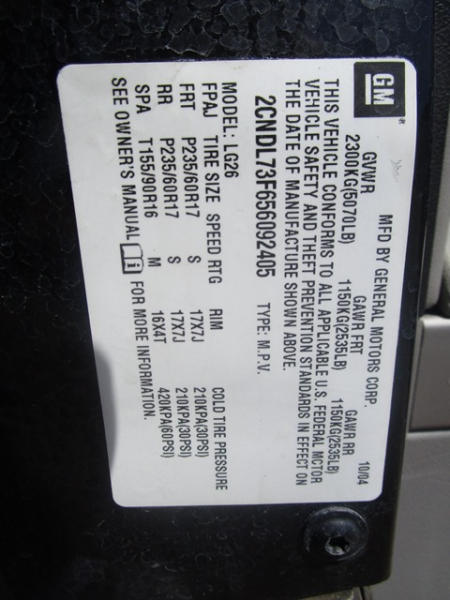 GM
MFD BY GENERAL MOTORS CORP. 10/04
GVWR GAWR FRT GAWR RR
2300KG(5070LB) 1150KG(2535LB) 1150KG(2535LB)
THIS VEHICLE CONFORMS TO ALL APPLICABLE U.S. FEDERAL MOTOR
VEHICLE SAFETY AND THEFT PREVENTION STANDARDS IN EFFECT ON
THE DATE OF MANUFACTURE SHOWN ABOVE.
2CNDL73F656092405 TYPE: M.P.V.
MODEL: LG26
FPAJ TIRE SIZE SPEED RTG RIM COLD TIRE PRESSURE
FRT P235/60R17 S 17X7J 210KPA(30PSI)
RR P235/60R17 S 17X7J 210KPA(30PSI)
SPA T155/90R16 M 16X4T 420KPA(60PSI)
SEE OWNER'S MANUAL FOR MORE INFORMATION.